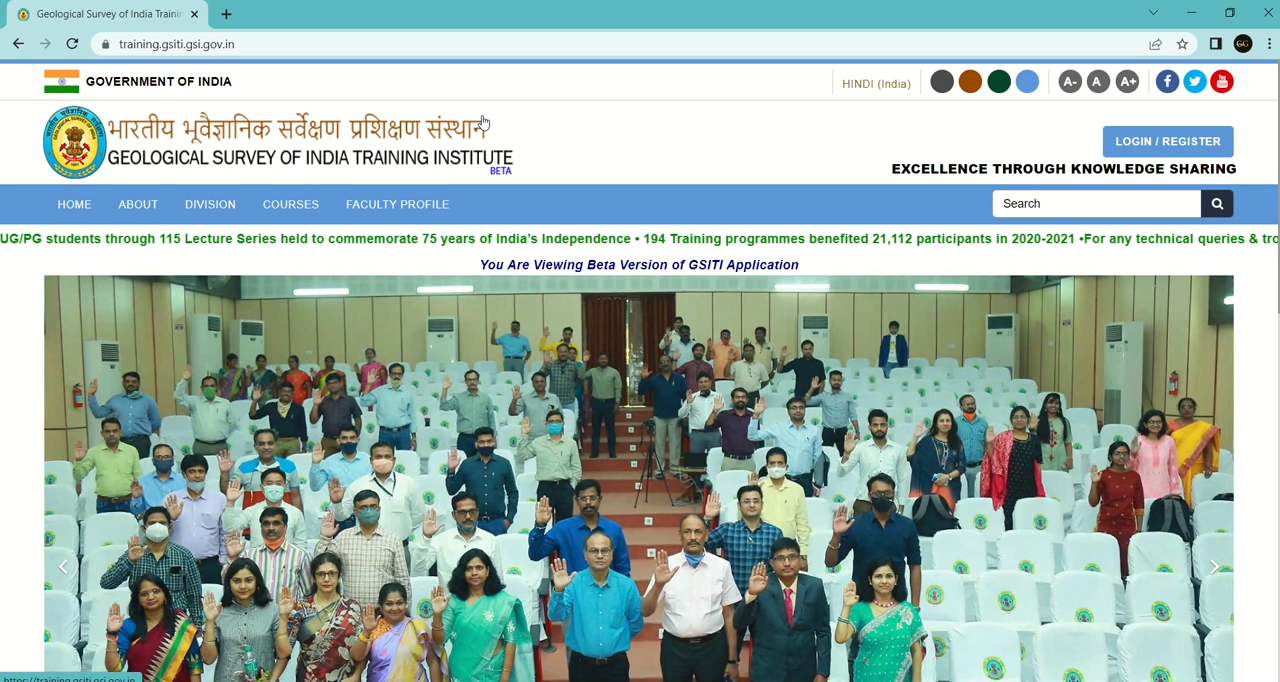 Geological Survey of India Trainin
training.gsiti.gsi.gov.in
GG
GOVERNMENT OF INDIA
HINDI (India)
A- A A+
You Tube
भारतीय भूवैज्ञानिक सर्वेक्षण प्रशिक्षण संस्थान
GEOLOGICAL SURVEY OF INDIA TRAINING INSTITUTE
BETA
LOGIN / REGISTER
EXCELLENCE THROUGH KNOWLEDGE SHARING
HOME ABOUT DIVISION COURSES FACULTY PROFILE
Search
UG/PG students through 115 Lecture Series held to commemorate 75 years of India’s Independence • 194 Training programmes benefited 21,112 participants in 2020-2021 •For any technical queries & tro
You Are Viewing Beta Version of GSITI Application
https://training.gsiti.gsi.gov.in